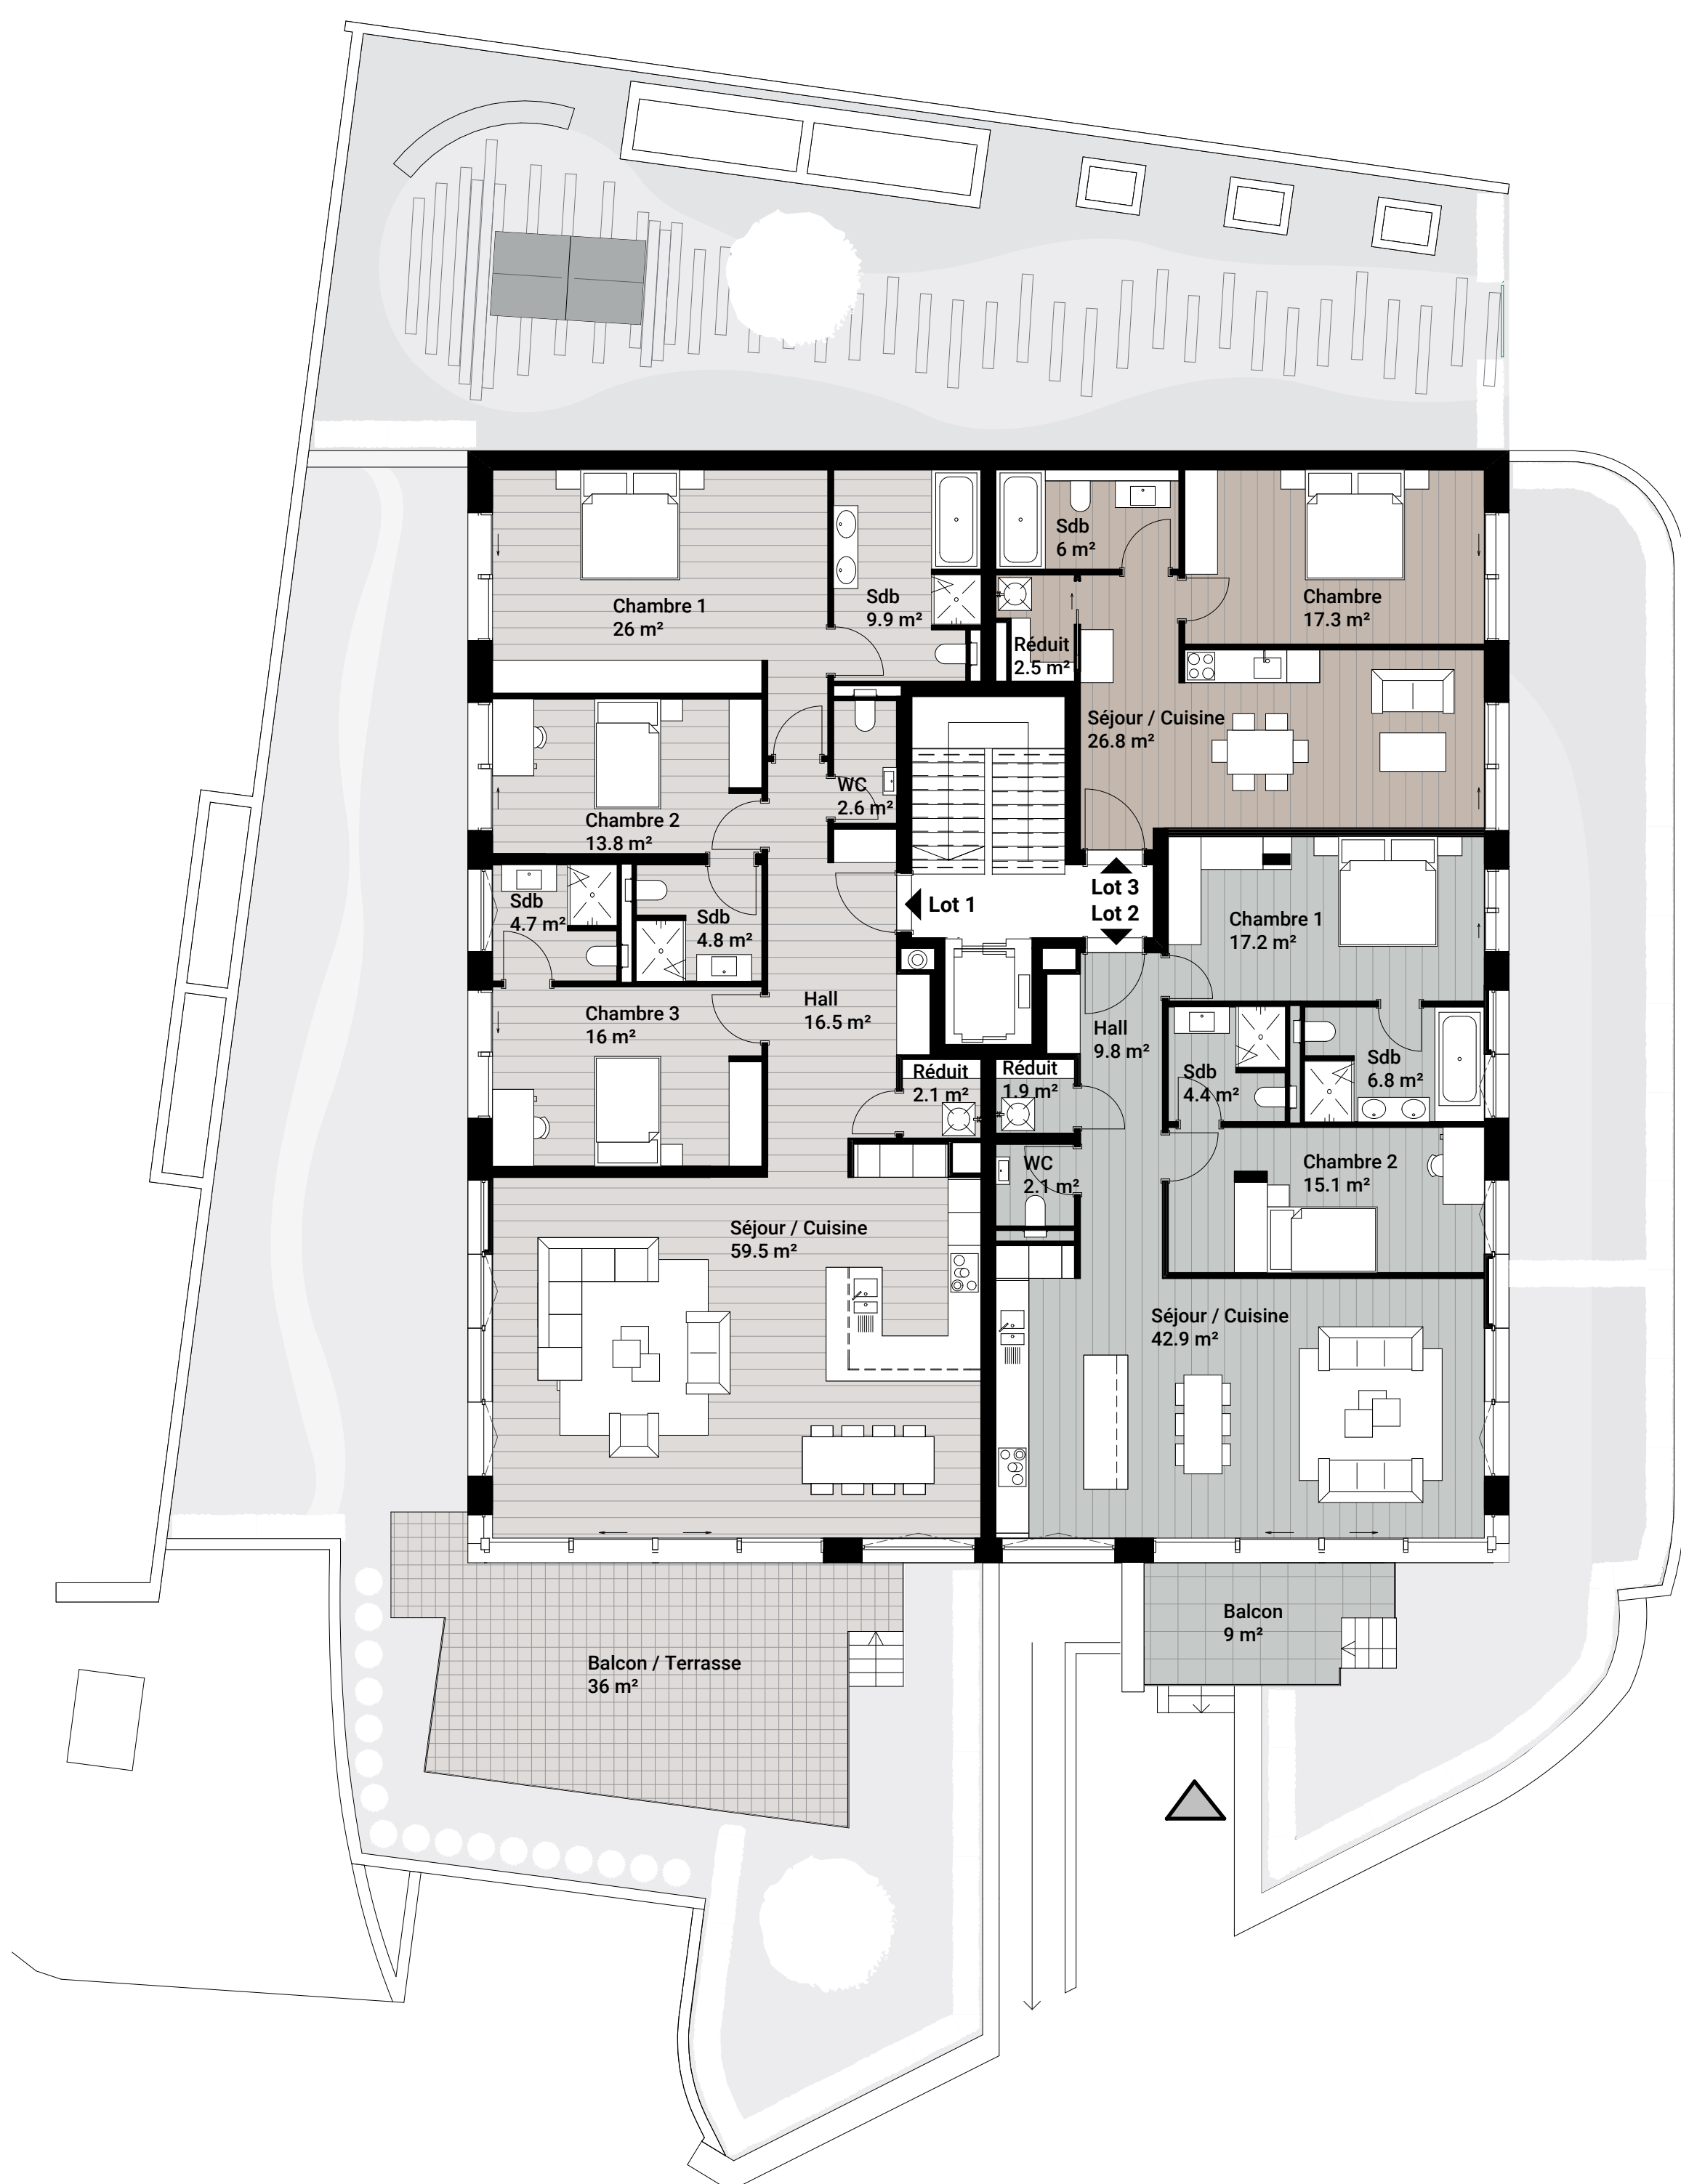 Sdb
6 m²
Chambre 1
26 m²
Sdb
9.9 m²
Chambre
17.3 m²
Réduit
2.5 m²
Séjour / Cuisine
26.8 m²
WC
2.6 m²
Chambre 2
13.8 m²
Lot 3
Lot 2
Lot 1
Sdb
4.7 m²
Sdb
4.8 m²
Chambre 1
17.2 m²
Hall
16.5 m²
Chambre 3
16 m²
Hall
9.8 m²
Réduit
2.1 m²
Réduit
1.9 m²
Sdb
4.4 m²
Sdb
6.8 m²
WC
2.1 m²
Chambre 2
15.1 m²
Séjour / Cuisine
59.5 m²
Séjour / Cuisine
42.9 m²
Balcon
9 m²
Balcon / Terrasse
36 m²